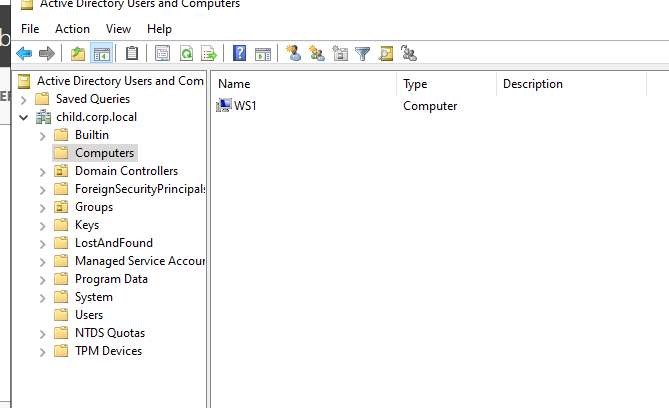 Active Directory Users and Computers
File Action View Help
Active Directory Users and Com
Saved Queries
child.corp.local
Builtin
Computers
Domain Controllers
ForeignSecurityPrincipals
Groups
Keys
LostAndFound
Managed Service Accour
Program Data
System
Users
NTDS Quotas
TPM Devices
Name Type Description
WS1 Computer